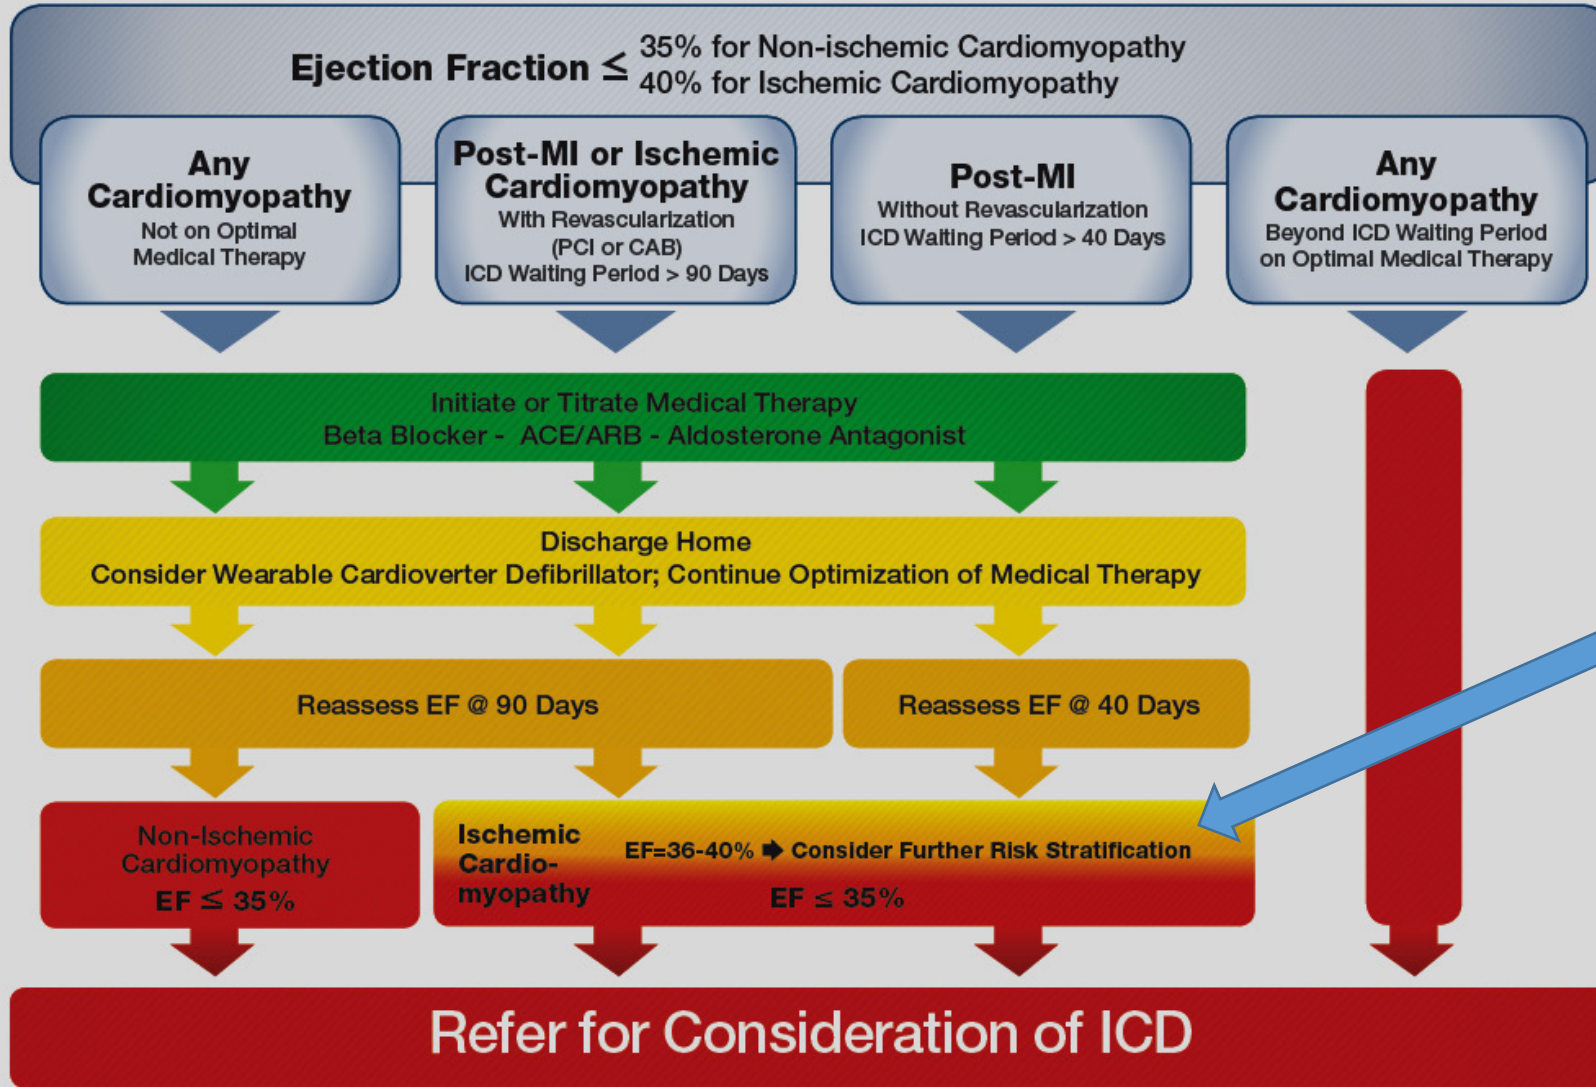 Ejection Fraction ≤ 35% for Non-ischemic Cardiomyopathy
40% for Ischemic Cardiomyopathy
Any
Cardiomyopathy
Not on Optimal
Medical Therapy
Post-MI or Ischemic
Cardiomyopathy
With Revascularization
(PCI or CAB)
ICD Waiting Period > 90 Days
Post-MI
Without Revascularization
ICD Waiting Period > 40 Days
Any
Cardiomyopathy
Beyond ICD Waiting Period
on Optimal Medical Therapy
Initiate or Titrate Medical Therapy
Beta Blocker - ACE/ARB - Aldosterone Antagonist
Discharge Home
Consider Wearable Cardioverter Defibrillator; Continue Optimization of Medical Therapy
Reassess EF @ 90 Days
Reassess EF @ 40 Days
Non-Ischemic
Cardiomyopathy
EF ≤ 35%
Ischemic
Cardio-
myopathy
EF=36-40% ➡ Consider Further Risk Stratification
EF ≤ 35%
Refer for Consideration of ICD